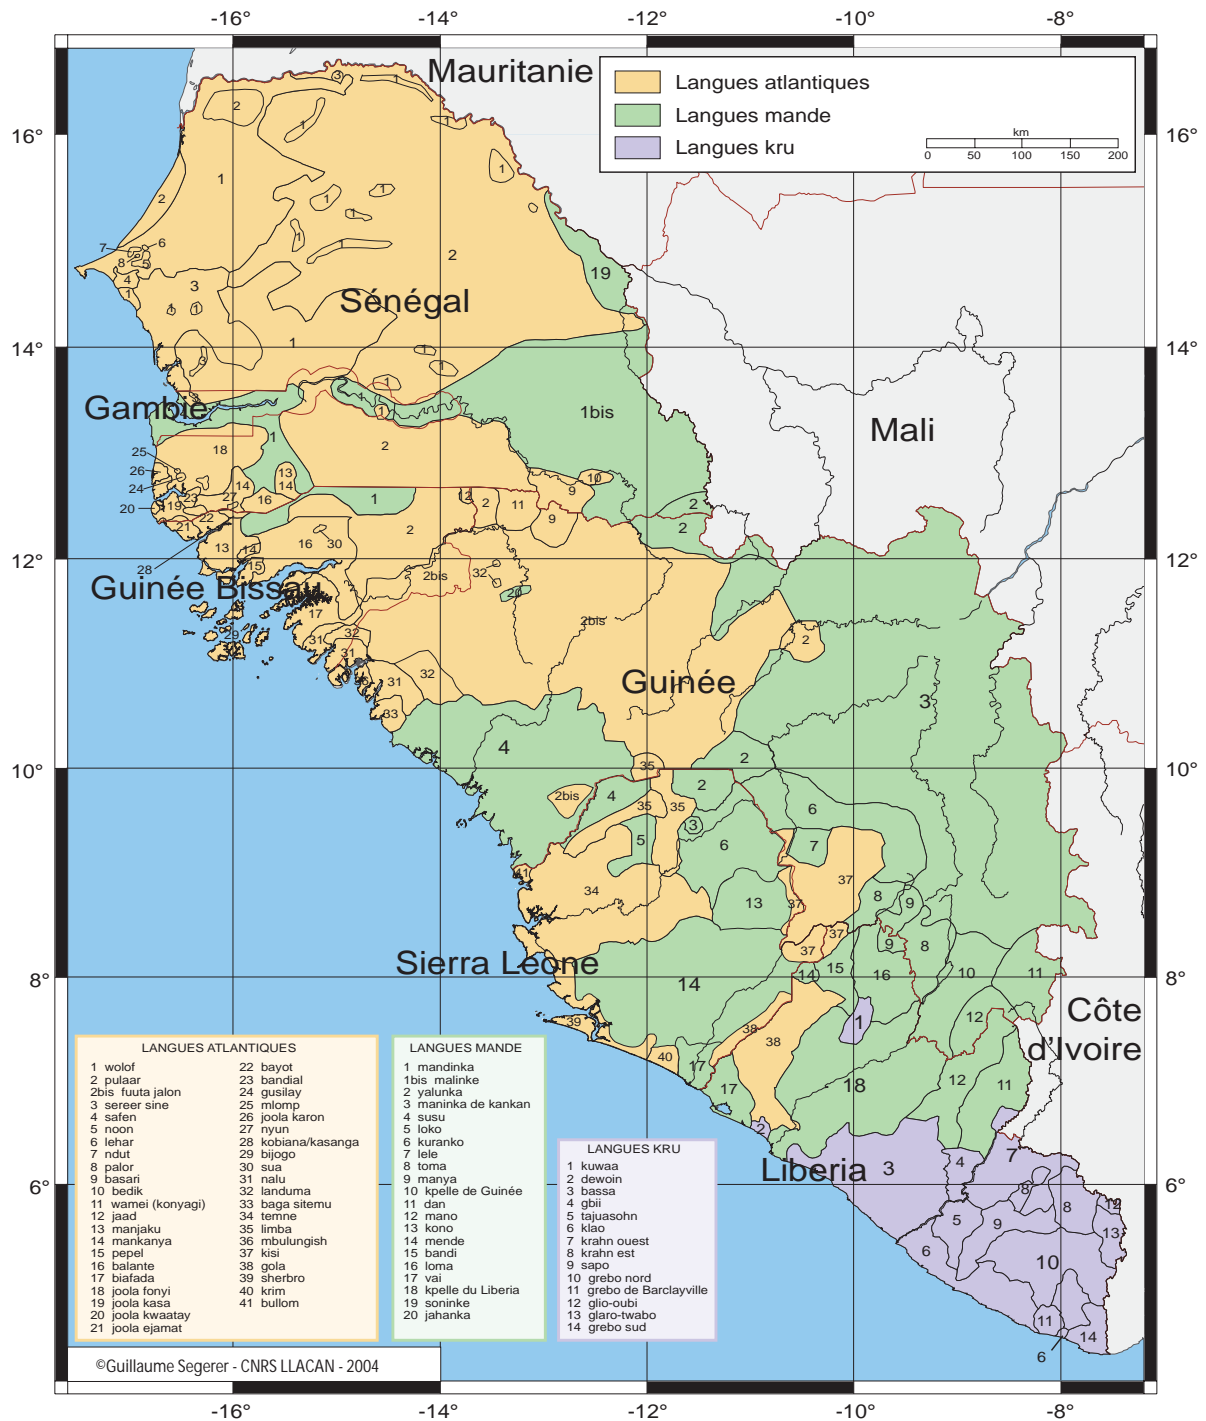 -16° -14° -12° -10° -8°
Mauritanie
Langues atlantiques
Langues mande
Langues kru
km
0 50 100 150 200
16° 16°
Sénégal
14° 14°
Gambie
1bis
Mali
12° 12°
Guinée Bissau
2bis
2bis
Guinée
10° 10°
2bis
Sierra Leone
8° 8°
Côte
d'Ivoire
Liberia
6° 6°
4° 4°
LANGUES ATLANTIQUES
1 wolof
2 pulaar
2bis fuuta jalon
3 sereer sine
4 safen
5 noon
6 lehar
7 ndut
8 palor
9 basari
10 bedik
11 wamei (konyagi)
12 jaad
13 manjaku
14 mankanya
15 pepel
16 balante
17 biafada
18 joola fonyi
19 joola kasa
20 joola kwaatay
21 joola ejamat
22 bayot
23 bandial
24 gusilay
25 mlomp
26 joola karon
27 nyun
28 kobiana/kasanga
29 bijogo
30 sua
31 nalu
32 landuma
33 baga sitemu
34 temne
35 limba
36 mbulungish
37 kisi
38 gola
39 sherbro
40 krim
41 bullom
LANGUES MANDE
1 mandinka
1bis malinke
2 yalunka
3 maninka de kankan
4 susu
5 loko
6 kuranko
7 lele
8 toma
9 manya
10 kpelle de Guinée
11 dan
12 mano
13 kono
14 mende
15 bandi
16 loma
17 vai
18 kpelle du Liberia
19 soninke
20 jahanka
LANGUES KRU
1 kuwaa
2 dewoin
3 bassa
4 gbii
5 tajuasohn
6 klao
7 krahn ouest
8 krahn est
9 sapo
10 grebo nord
11 grebo de Barclayville
12 glio-oubi
13 glaro-twabo
14 grebo sud
©Guillaume Segerer - CNRS LLACAN - 2004
-16° -14° -12° -10° -8°